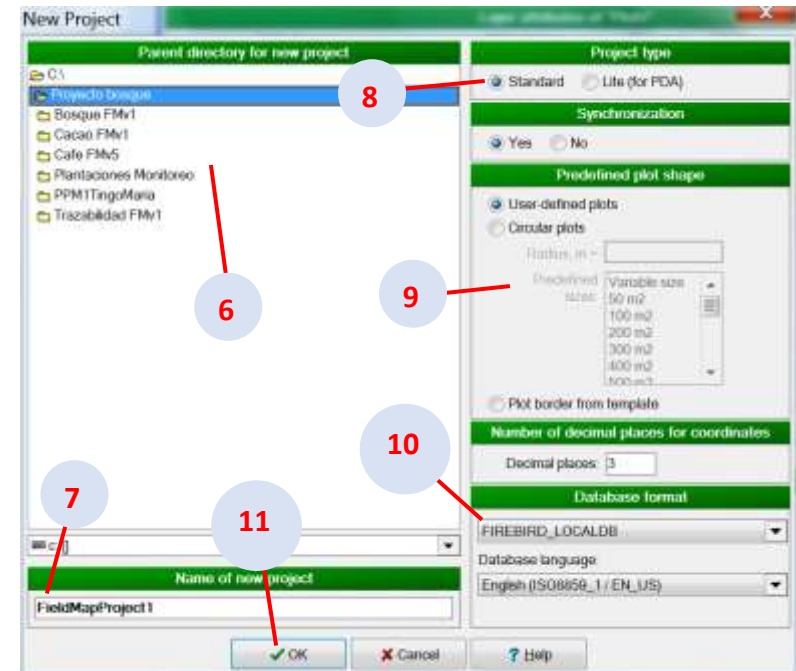 New Project
Parent directory for new project
C:\
Proyecto bosque
Bosque FMv1
Cacao FMv1
Cafe FMv5
Plantaciones Monitoreo
PPM1TingoMaria
Trazabilidad FMv1
6
7
c: []
Name of new project
FieldMapProject1
8
Project type
Standard
Lite (for PDA)
Synchronization
Yes
No
Predefined plot shape
User-defined plots
Circular plots
Radius, m =
9
Predefined sizes:
Variable size
50 m2
100 m2
200 m2
300 m2
400 m2
500 m2
Plot border from template
Number of decimal places for coordinates
10
Decimal places: 3
Database format
FIREBIRD_LOCALDB
Database language
English (ISO8859_1 / EN_US)
11
OK
Cancel
? Help